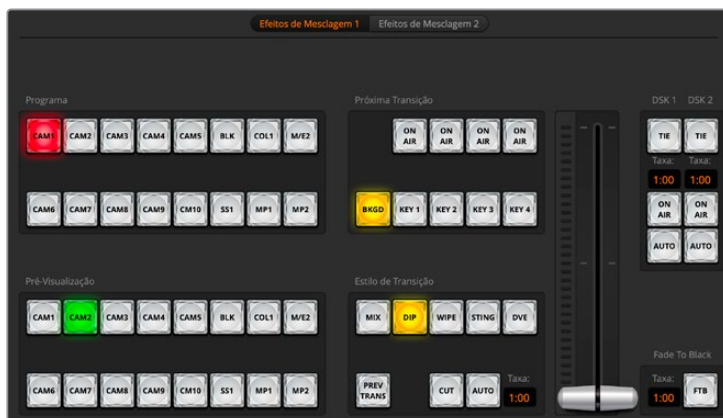 Efeitos de Mesclagem 1 Efeitos de Mesclagem 2
Programa
CAM1 CAM2 CAM3 CAM4 CAM5 BLK COL1 M/E2
CAM6 CAM7 CAM8 CAM9 CM10 SS1 MP1 MP2
Próxima Transição
ON AIR ON AIR ON AIR ON AIR
BKGD KEY 1 KEY 2 KEY 3 KEY 4
DSK 1 DSK 2
TIE TIE
Taxa: Taxa:
1:00 1:00
ON AIR ON AIR
AUTO AUTO
Pré-Visualização
CAM1 CAM2 CAM3 CAM4 CAM5 BLK COL1 M/E2
CAM6 CAM7 CAM8 CAM9 CM10 SS1 MP1 MP2
Estilo de Transição
MIX DIP WIPE STING DVE
PREV TRANS CUT AUTO Taxa: 1:00
Fade To Black
Taxa:
1:00 FTB